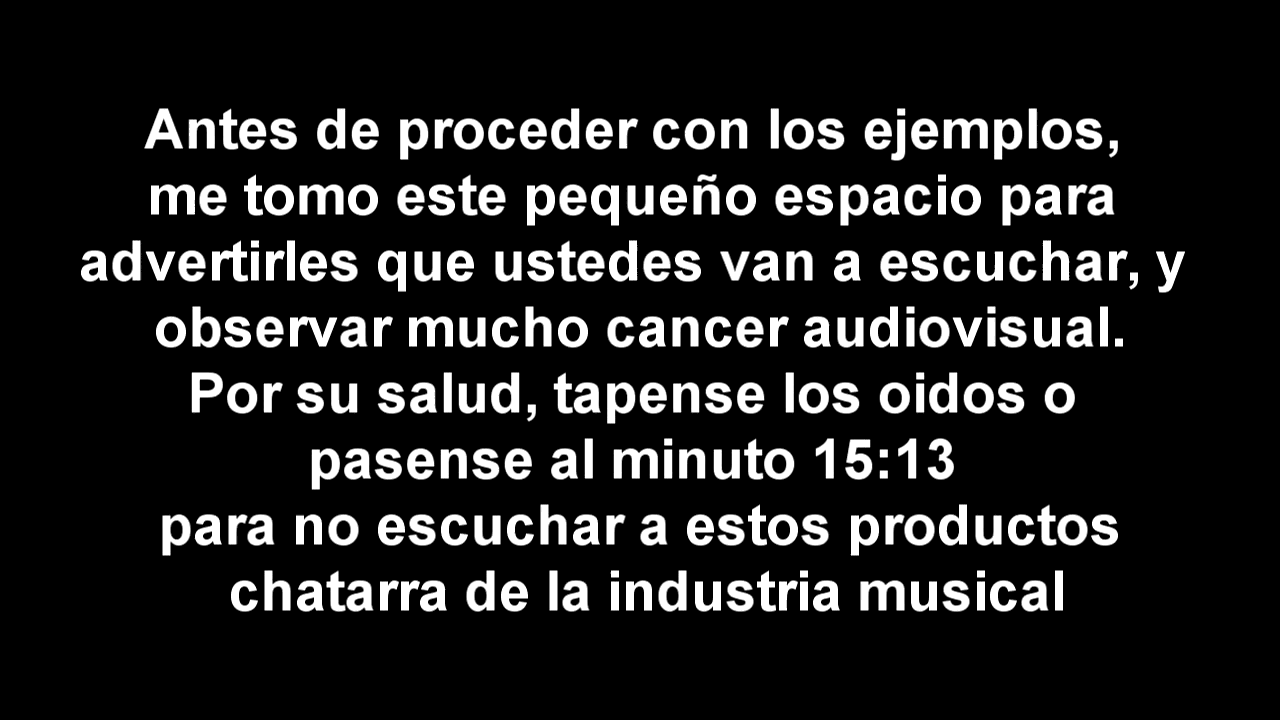 Antes de proceder con los ejemplos,
me tomo este pequeño espacio para
advertirles que ustedes van a escuchar, y
observar mucho cancer audiovisual.
Por su salud, tapense los oidos o
pasense al minuto 15:13
para no escuchar a estos productos
chatarra de la industria musical